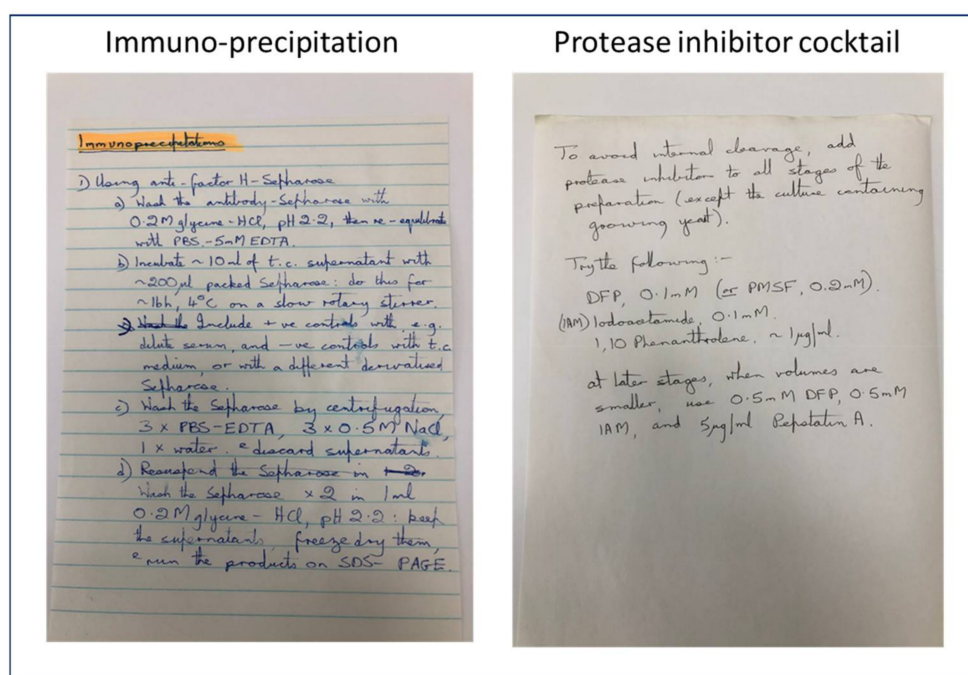 Immuno-precipitation
Immunoprecipitations
1) Using anti-factor H-Sepharose
a) Wash the antibody-Sepharose with
0.2M glycine-HCl, pH 2.2, then re-equilibrate
with PBS-5mM EDTA.
b) Incubate ~10ml of t.c. supernatant with
~200µl packed Sepharose: do this for
~16h, 4°C on a slow rotary stirrer.
Include +ve controls with, e.g.
dilute serum, and -ve controls with t.c.
medium, or with a different derivatised
Sepharose.
c) Wash the Sepharose by centrifugation,
3 x PBS-EDTA, 3 x 0.5M NaCl,
1 x water. & discard supernatants.
d) Resuspend the Sepharose in
Wash the Sepharose x2 in 1ml
0.2M glycine-HCl, pH 2.2: keep
the supernatants, freeze dry them,
& run the products on SDS-PAGE.
Protease inhibitor cocktail
To avoid internal cleavage, add
protease inhibitor to all stages of the
preparation (except the culture containing
growing yeast).
Try the following:-
DFP, 0.1mM (or PMSF, 0.2mM).
(IAM) Iodoacetamide, 0.1mM.
1,10 Phenanthrolene, ~1µg/ml.
at later stages, when volumes are
smaller, use 0.5mM DFP, 0.5mM
IAM, and 5µg/ml Pepstatin A.